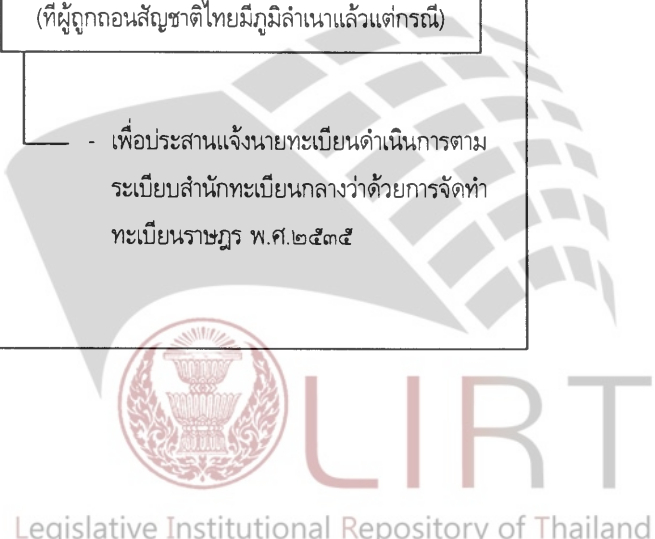 (ที่ผู้ถูกถอนสัญชาติไทยมีภูมิลำเนาแล้วแต่กรณี)
- เพื่อประสานแจ้งนายทะเบียนดำเนินการตาม
ระเบียบสำนักทะเบียนกลางว่าด้วยการจัดทำ
ทะเบียนราษฎร พ.ศ.๒๕๓๕
LIRT
Legislative Institutional Repository of Thailand